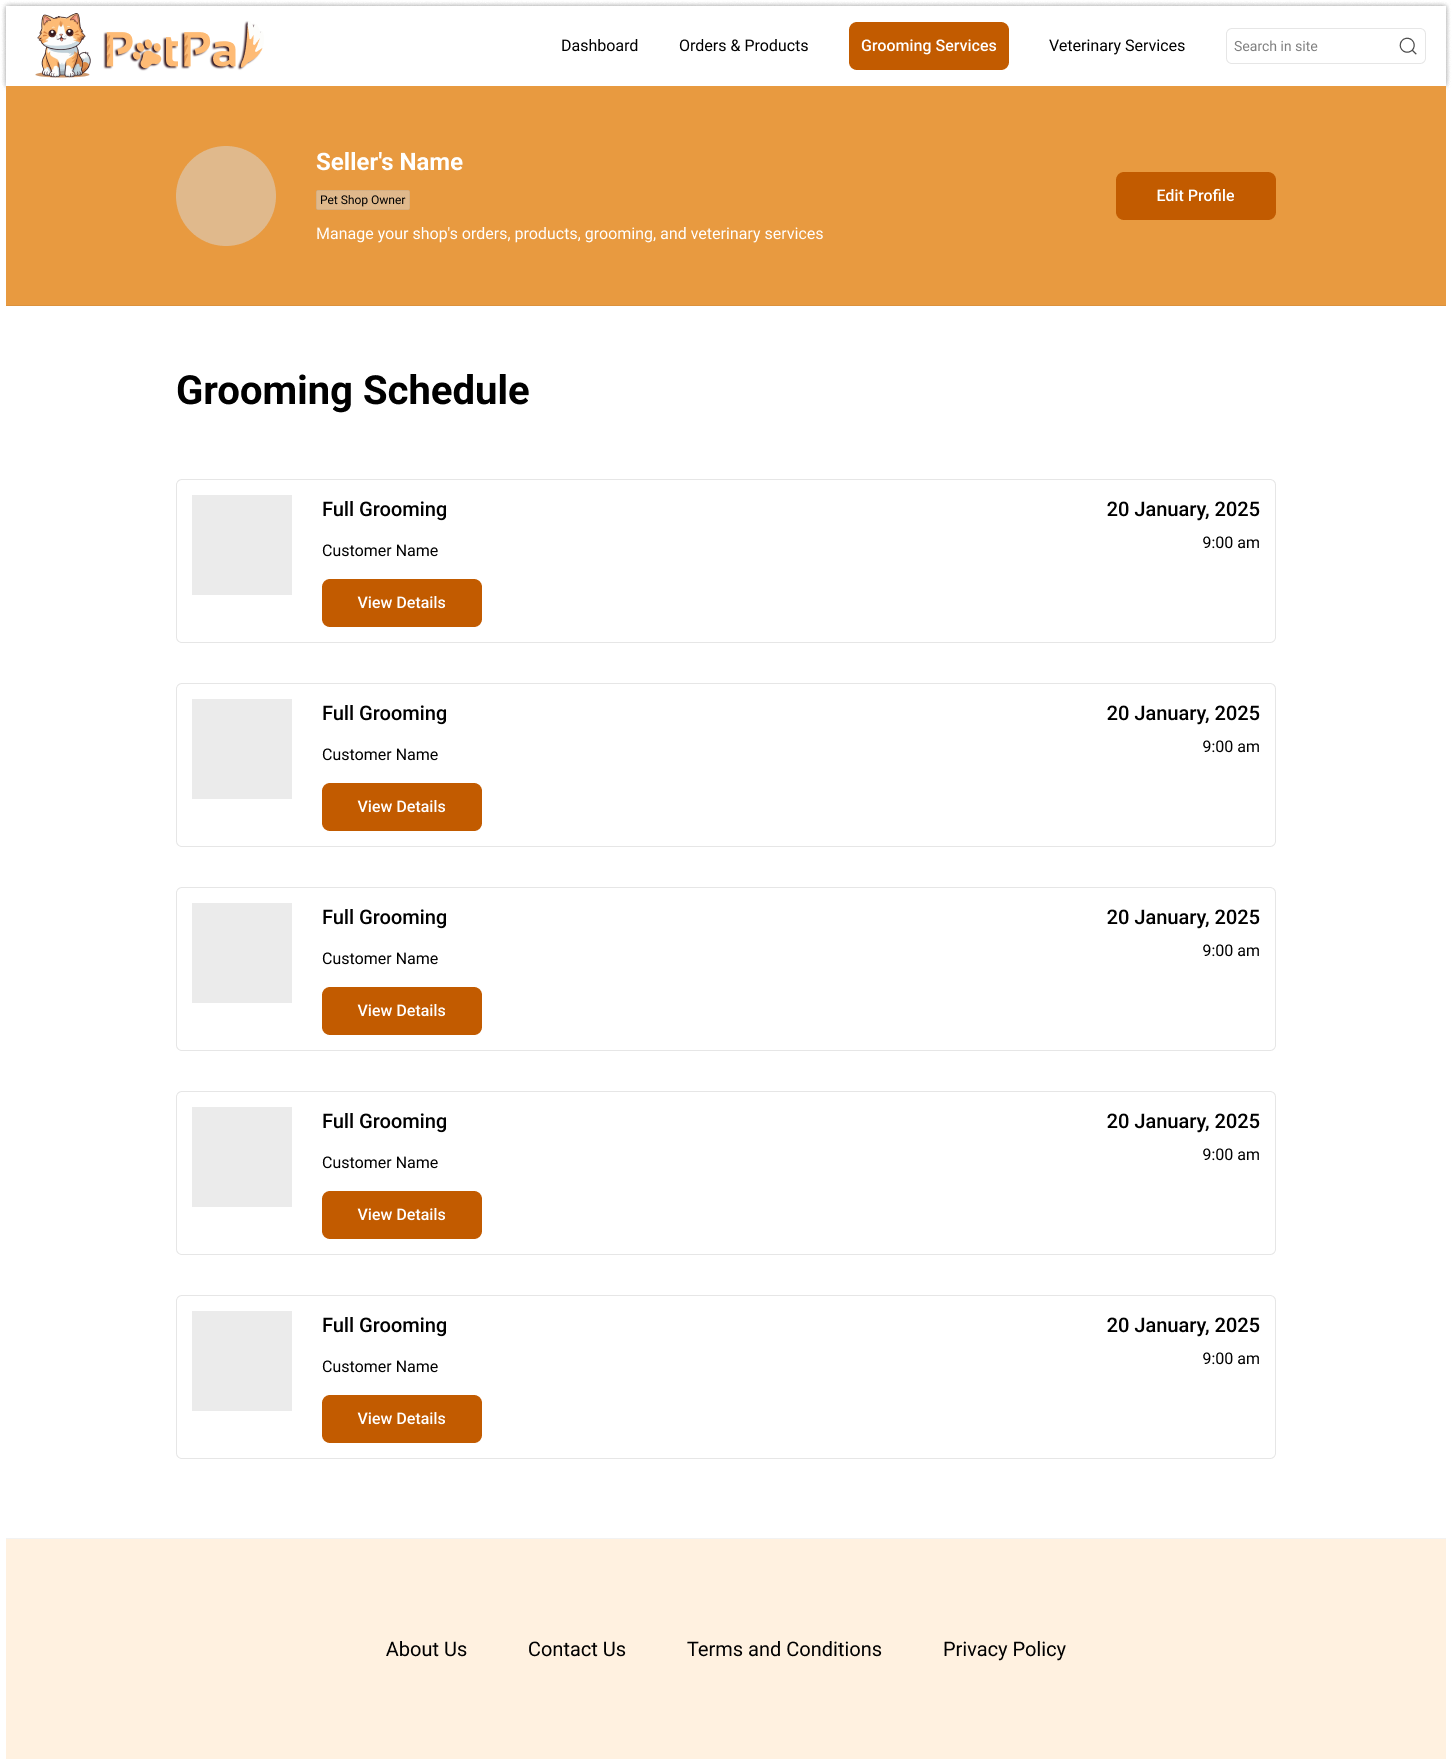 PetPal
Dashboard
Orders & Products
Grooming Services
Veterinary Services
Search in site
Seller's Name
Pet Shop Owner
Manage your shop's orders, products, grooming, and veterinary services
Edit Profile
Grooming Schedule
Full Grooming
20 January, 2025
Customer Name
9:00 am
View Details
Full Grooming
20 January, 2025
Customer Name
9:00 am
View Details
Full Grooming
20 January, 2025
Customer Name
9:00 am
View Details
Full Grooming
20 January, 2025
Customer Name
9:00 am
View Details
Full Grooming
20 January, 2025
Customer Name
9:00 am
View Details
About Us
Contact Us
Terms and Conditions
Privacy Policy